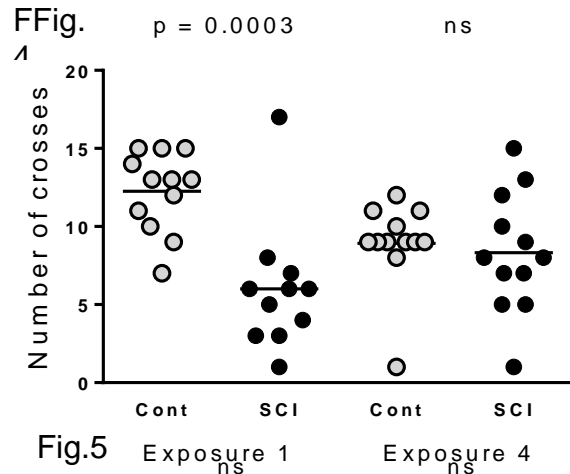 FFig.
4
p = 0.0003 ns
Number of crosses
20
15
10
5
0
Cont SCI Cont SCI
Fig.5 Exposure 1 Exposure 4
ns ns